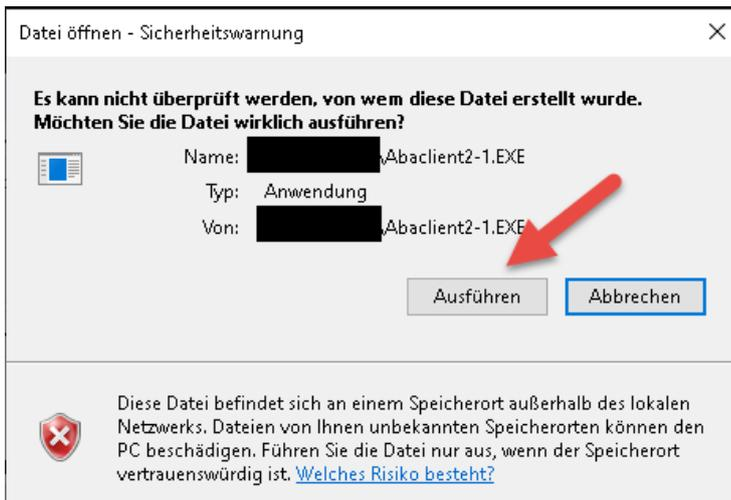 Datei öffnen - Sicherheitswarnung
Es kann nicht überprüft werden, von wem diese Datei erstellt wurde.
Möchten Sie die Datei wirklich ausführen?
Name: \Abaclient2-1.EXE
Typ: Anwendung
Von: \Abaclient2-1.EXE
Ausführen Abbrechen
Diese Datei befindet sich an einem Speicherort außerhalb des lokalen
Netzwerks. Dateien von Ihnen unbekannten Speicherorten können den
PC beschädigen. Führen Sie die Datei nur aus, wenn der Speicherort
vertrauenswürdig ist. Welches Risiko besteht?